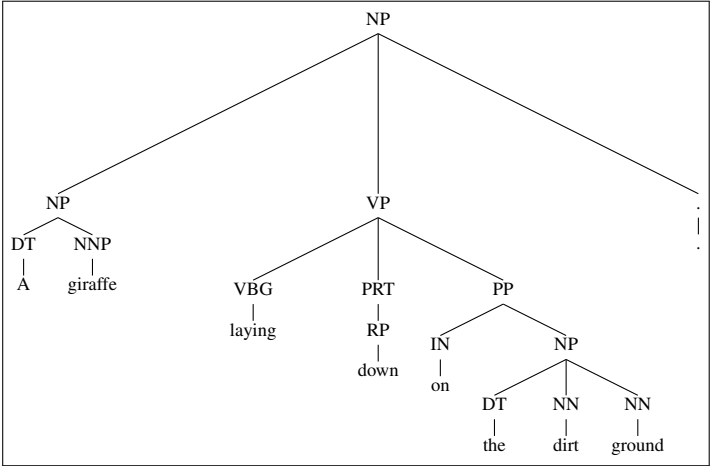 NP
NP VP .
DT NNP .
A giraffe VBG PRT PP
laying RP IN NP
down on
DT NN NN
the dirt ground